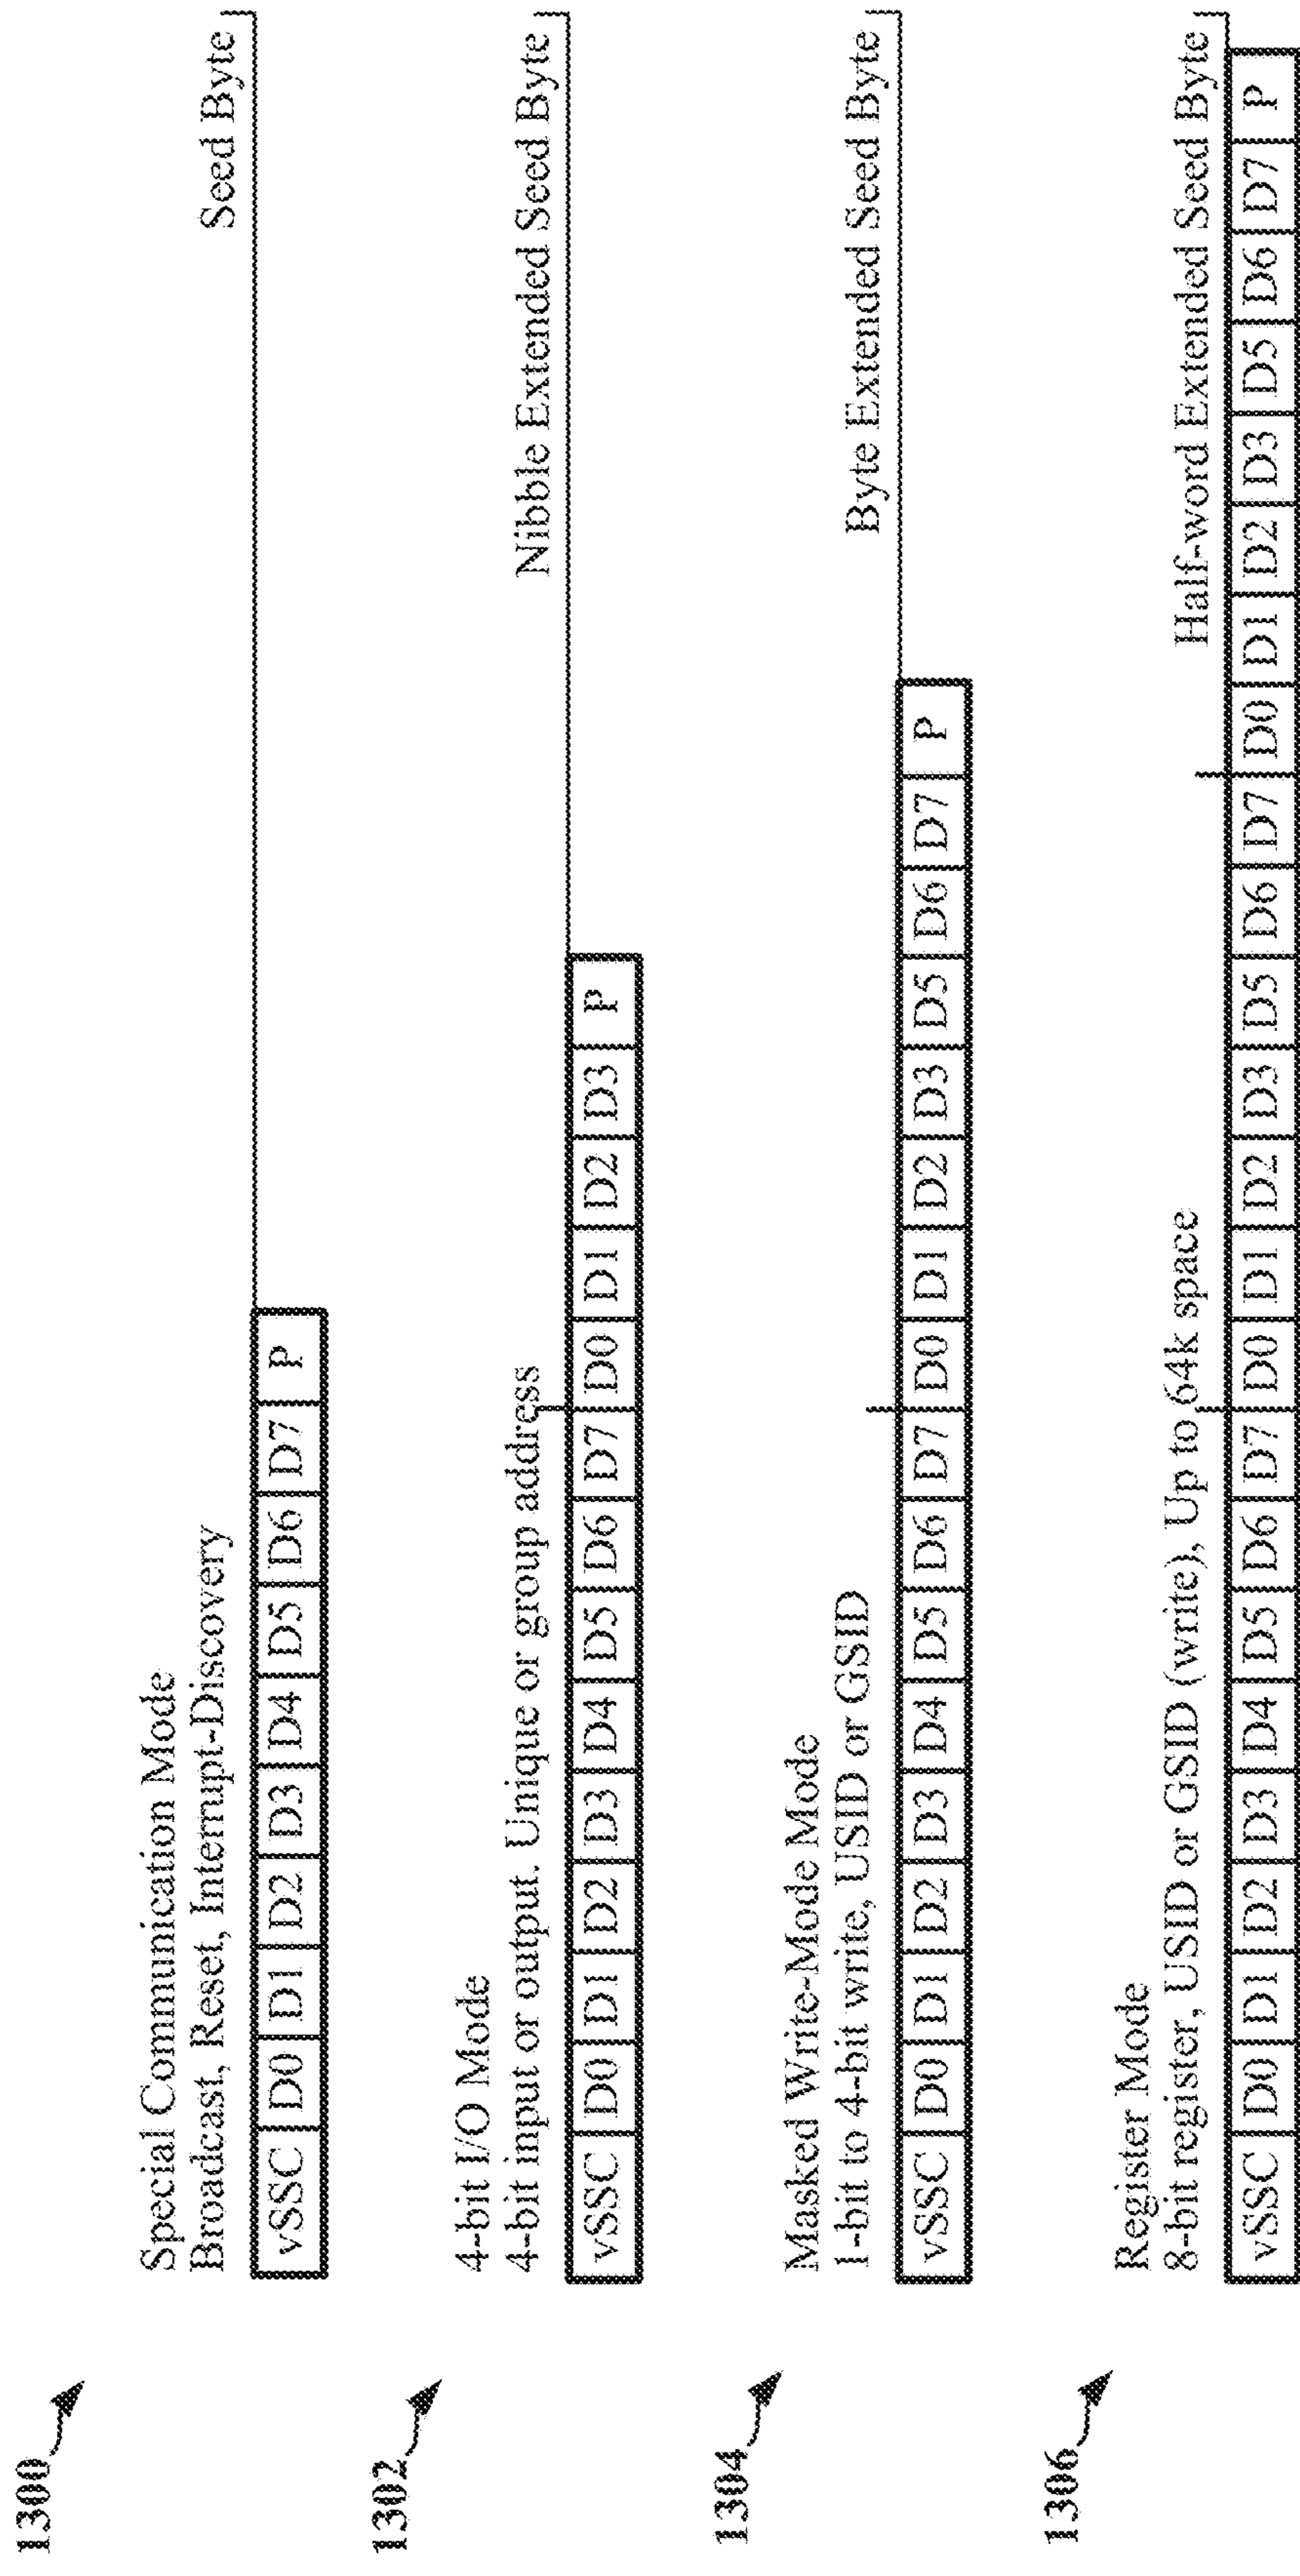 1300
Special Communication Mode
Broadcast, Reset, Interrupt-Discovery Seed Byte
vSSC D0 D1 D2 D3 D4 D5 D6 D7 P
1302
4-bit I/O Mode
4-bit input or output. Unique or group address Nibble Extended Seed Byte
vSSC D0 D1 D2 D3 D4 D5 D6 D7 D0 D1 D2 D3 P
1304
Masked Write-Mode Mode
1-bit to 4-bit write, USID or GSID Byte Extended Seed Byte
vSSC D0 D1 D2 D3 D4 D5 D6 D7 D0 D1 D2 D3 D5 D6 D7 P
1306
Register Mode
8-bit register, USID or GSID (write), Up to 64k space Half-word Extended Seed Byte
vSSC D0 D1 D2 D3 D4 D5 D6 D7 D0 D1 D2 D3 D5 D6 D7 D0 D1 D2 D3 D5 D6 D7 P